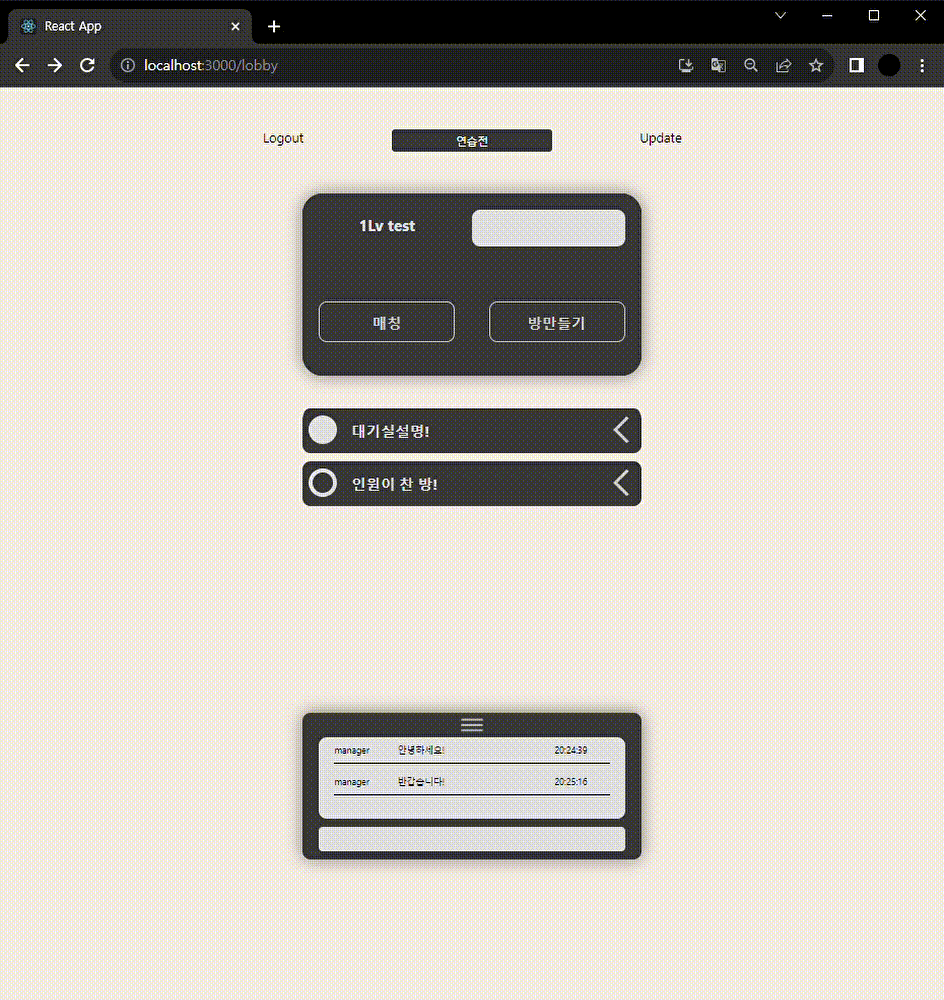 React App
localhost:3000/lobby
Logout
연습전
Update
1Lv test
매칭
방만들기
대기실설명!
인원이 찬 방!
manager 안녕하세요! 20:24:39
manager 반갑습니다! 20:25:16